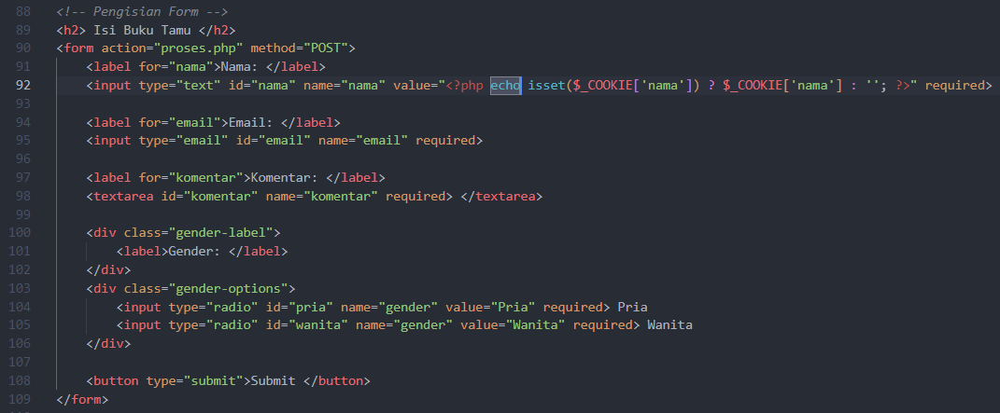 88 <!-- Pengisian Form -->
89 <h2> Isi Buku Tamu </h2>
90 <form action="proses.php" method="POST">
91 <label for="nama">Nama: </label>
92 <input type="text" id="nama" name="nama" value="<?php echo isset($_COOKIE['nama']) ? $_COOKIE['nama'] : ''; ?>" required>
93
94 <label for="email">Email: </label>
95 <input type="email" id="email" name="email" required>
96
97 <label for="komentar">Komentar: </label>
98 <textarea id="komentar" name="komentar" required> </textarea>
99
100 <div class="gender-label">
101 <label>Gender: </label>
102 </div>
103 <div class="gender-options">
104 <input type="radio" id="pria" name="gender" value="Pria" required> Pria
105 <input type="radio" id="wanita" name="gender" value="Wanita" required> Wanita
106 </div>
107
108 <button type="submit">Submit </button>
109 </form>